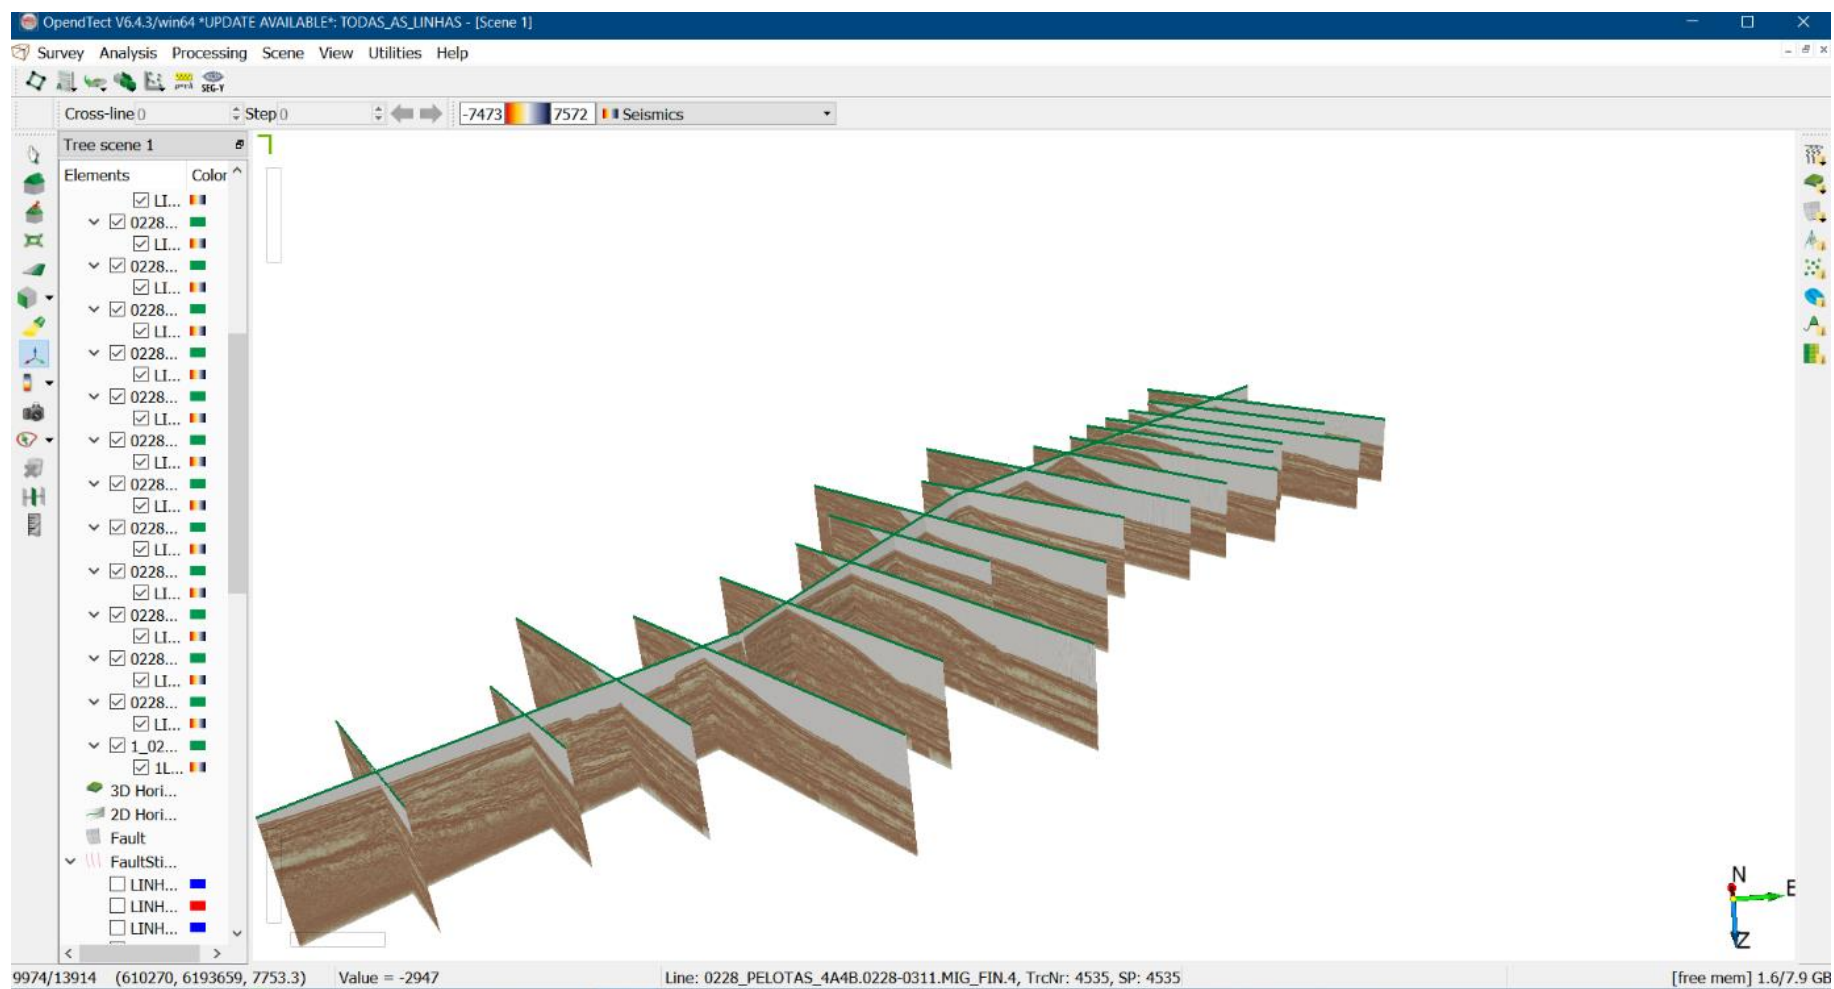 OpendTect V6.4.3/win64 *UPDATE AVAILABLE*: TODAS_AS_LINHAS - [Scene 1]
Survey Analysis Processing Scene View Utilities Help
SEG-Y
Cross-line 0 Step 0 -7473 7572 Seismics
Tree scene 1
Elements Color
LI...
0228...
LI...
0228...
LI...
0228...
LI...
0228...
LI...
0228...
LI...
0228...
LI...
0228...
LI...
0228...
LI...
0228...
LI...
0228...
LI...
0228...
LI...
0228...
LI...
1_02...
1L...
3D Hori...
2D Hori...
Fault
FaultSti...
LINH...
LINH...
LINH...
N
E
Z
9974/13914 (610270, 6193659, 7753.3) Value = -2947 Line: 0228_PELOTAS_4A4B.0228-0311.MIG_FIN.4, TrcNr: 4535, SP: 4535 [free mem] 1.6/7.9 GB